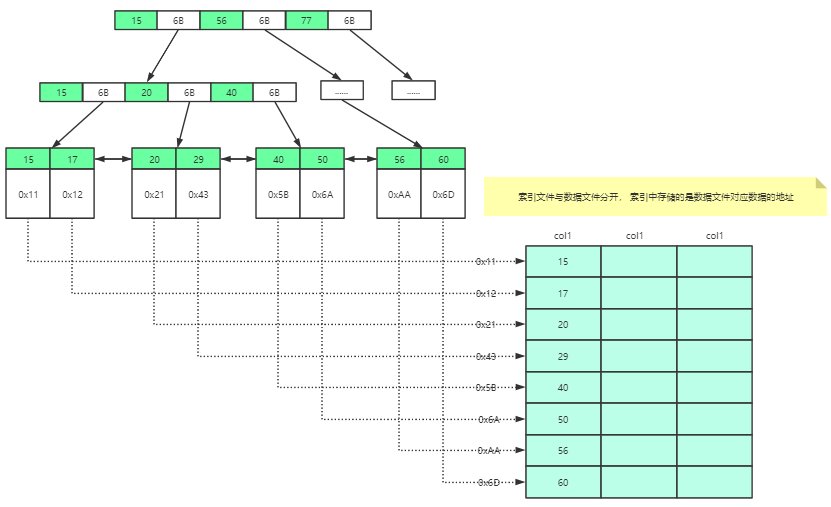 15 6B 56 6B 77 6B
15 6B 20 6B 40 6B
......
......
15 17
20 29
40 50
56 60
0x11 0x12
0x21 0x43
0x5B 0x6A
0xAA 0x6D
索引文件与数据文件分开， 索引中存储的是数据文件对应数据的地址
col1 col1 col1
0x11 15
0x12 17
0x21 20
0x43 29
0x5B 40
0x6A 50
0xAA 56
0x6D 60